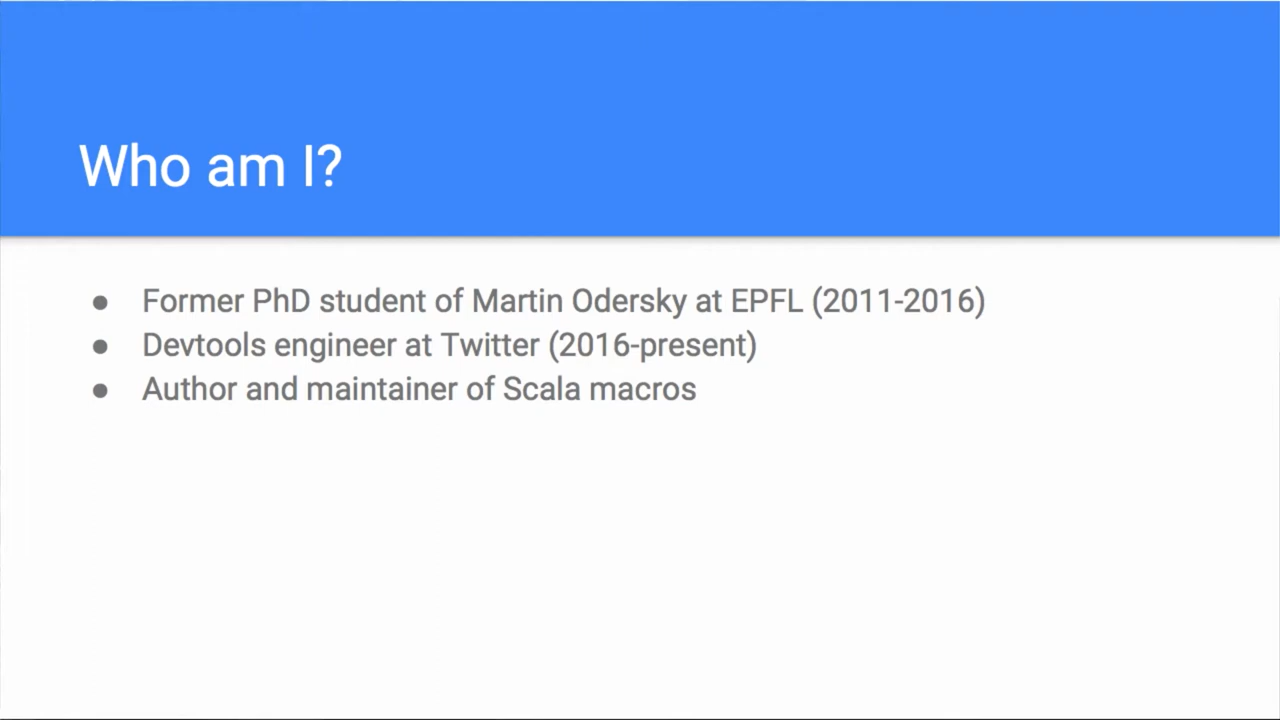 Who am I?
● Former PhD student of Martin Odersky at EPFL (2011-2016)
● Devtools engineer at Twitter (2016-present)
● Author and maintainer of Scala macros